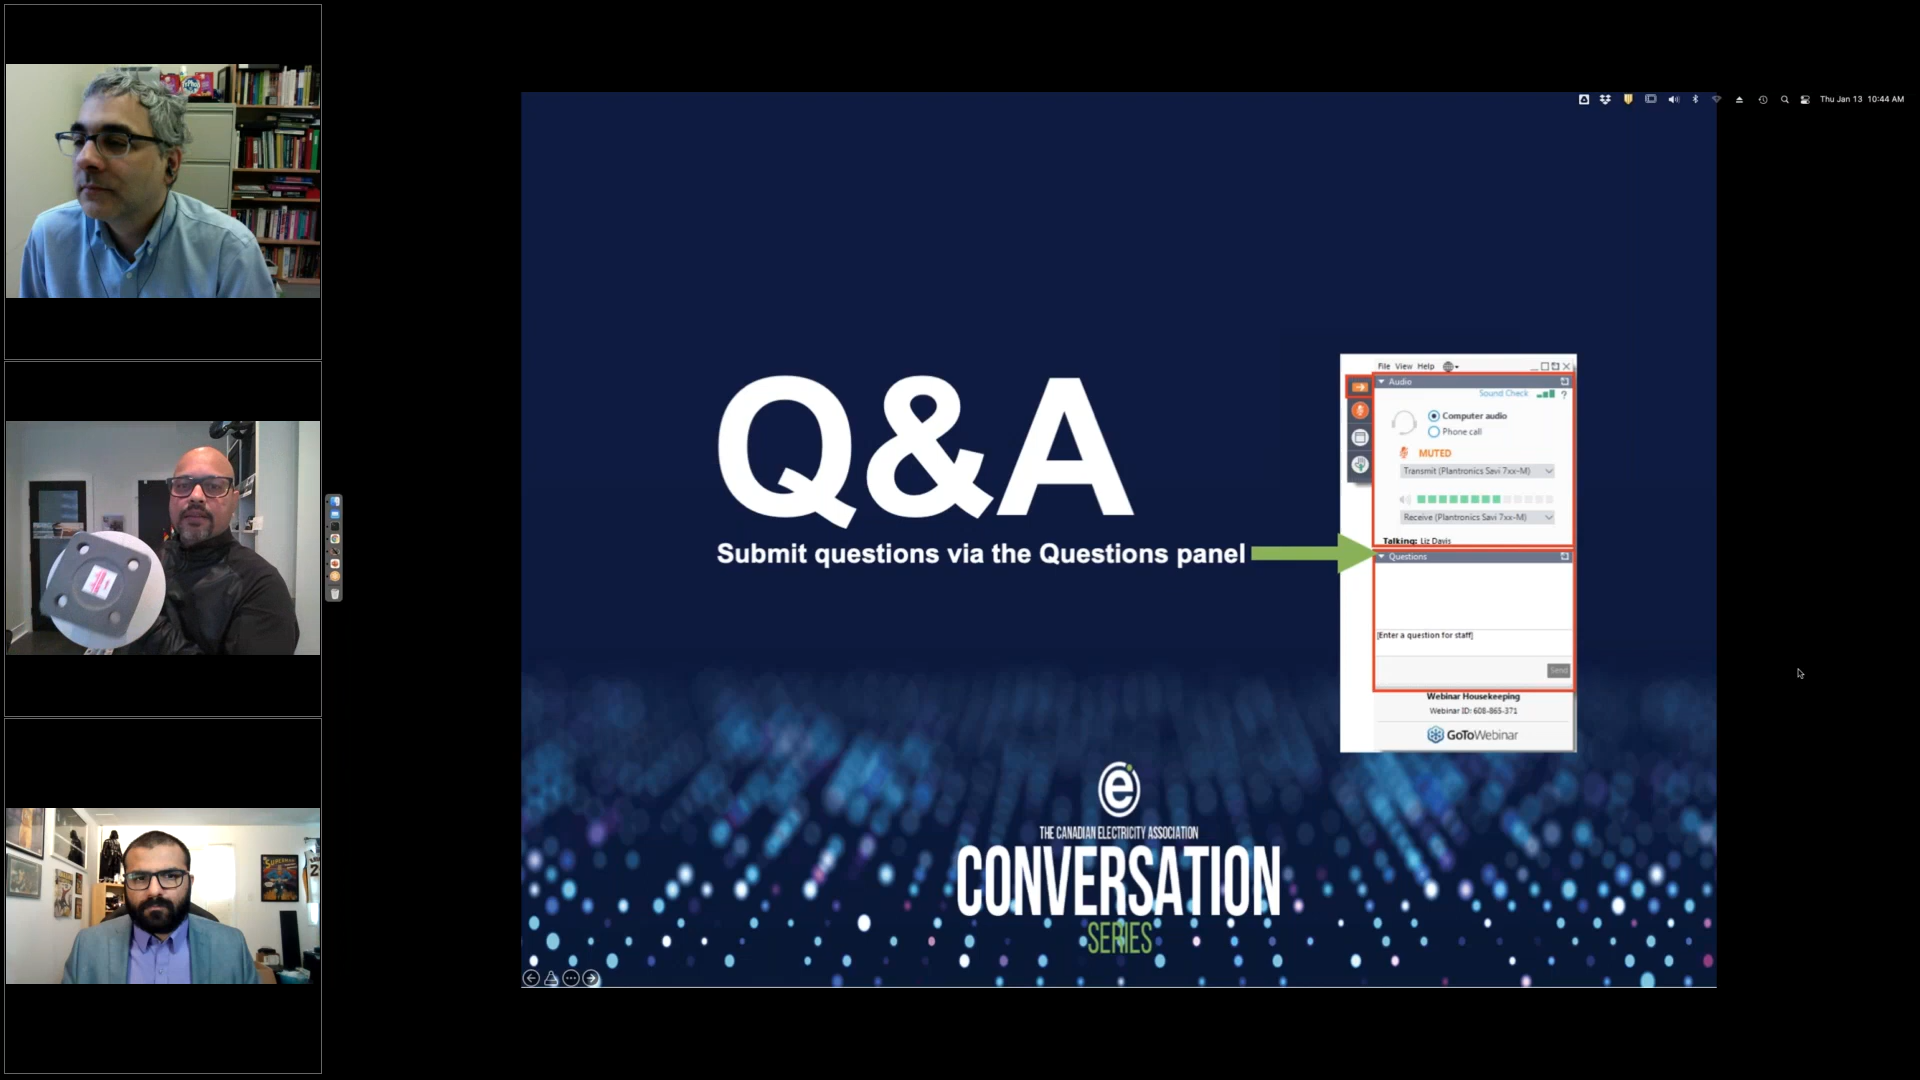 Thu Jan 13 10:44 AM
Q&A
Submit questions via the Questions panel
File View Help
Audio
Sound Check
?
Computer audio
Phone call
MUTED
Transmit (Plantronics Savi 7xx-M)
Receive (Plantronics Savi 7xx-M)
Talking: Liz Davis
Questions
[Enter a question for staff]
Send
Webinar Housekeeping
Webinar ID: 608-865-371
GoToWebinar
e
THE CANADIAN ELECTRICITY ASSOCIATION
CONVERSATION
SERIES
SUPERMAN